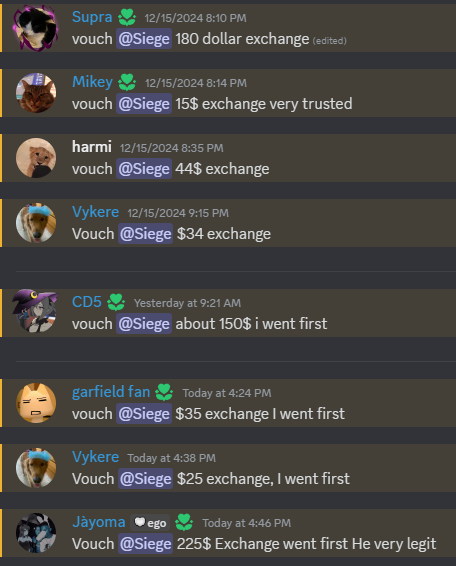 Supra 12/15/2024 8:10 PM
vouch @Siege 180 dollar exchange (edited)
Mikey 12/15/2024 8:14 PM
vouch @Siege 15$ exchange very trusted
harmi 12/15/2024 8:35 PM
vouch @Siege 44$ exchange
Vykere 12/15/2024 9:15 PM
Vouch @Siege $34 exchange
CD5 Yesterday at 9:21 AM
vouch @Siege about 150$ i went first
garfield fan Today at 4:24 PM
vouch @Siege $35 exchange I went first
Vykere Today at 4:38 PM
Vouch @Siege $25 exchange, I went first
Jàyoma ego Today at 4:46 PM
Vouch @Siege 225$ Exchange went first He very legit